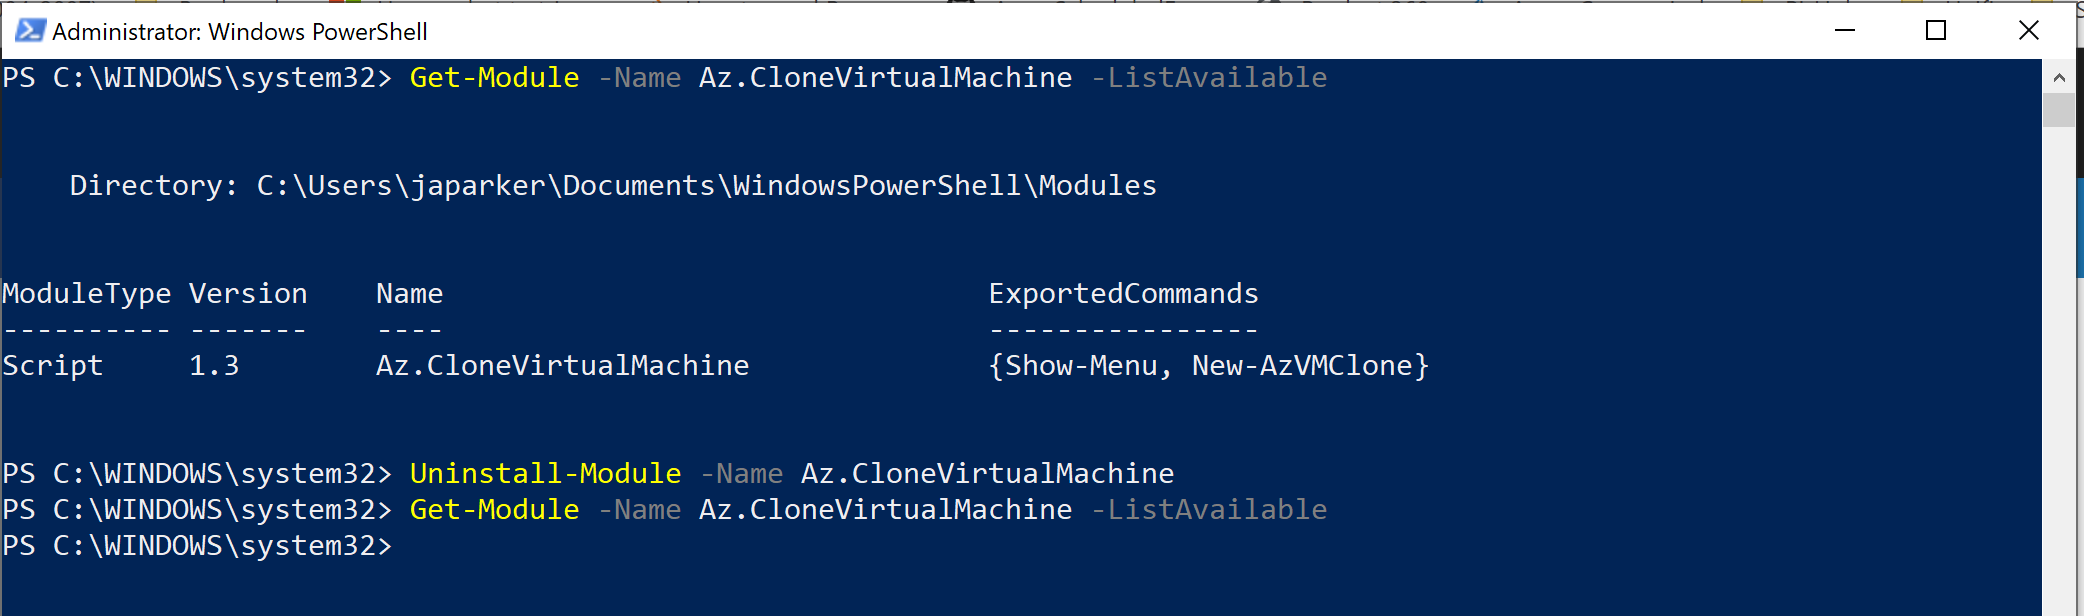 Administrator: Windows PowerShell
PS C:\WINDOWS\system32> Get-Module -Name Az.CloneVirtualMachine -ListAvailable
Directory: C:\Users\japarker\Documents\WindowsPowerShell\Modules
ModuleType Version    Name                                ExportedCommands
---------- -------    ----                                ----------------
Script     1.3        Az.CloneVirtualMachine              {Show-Menu, New-AzVMClone}
PS C:\WINDOWS\system32> Uninstall-Module -Name Az.CloneVirtualMachine
PS C:\WINDOWS\system32> Get-Module -Name Az.CloneVirtualMachine -ListAvailable
PS C:\WINDOWS\system32>